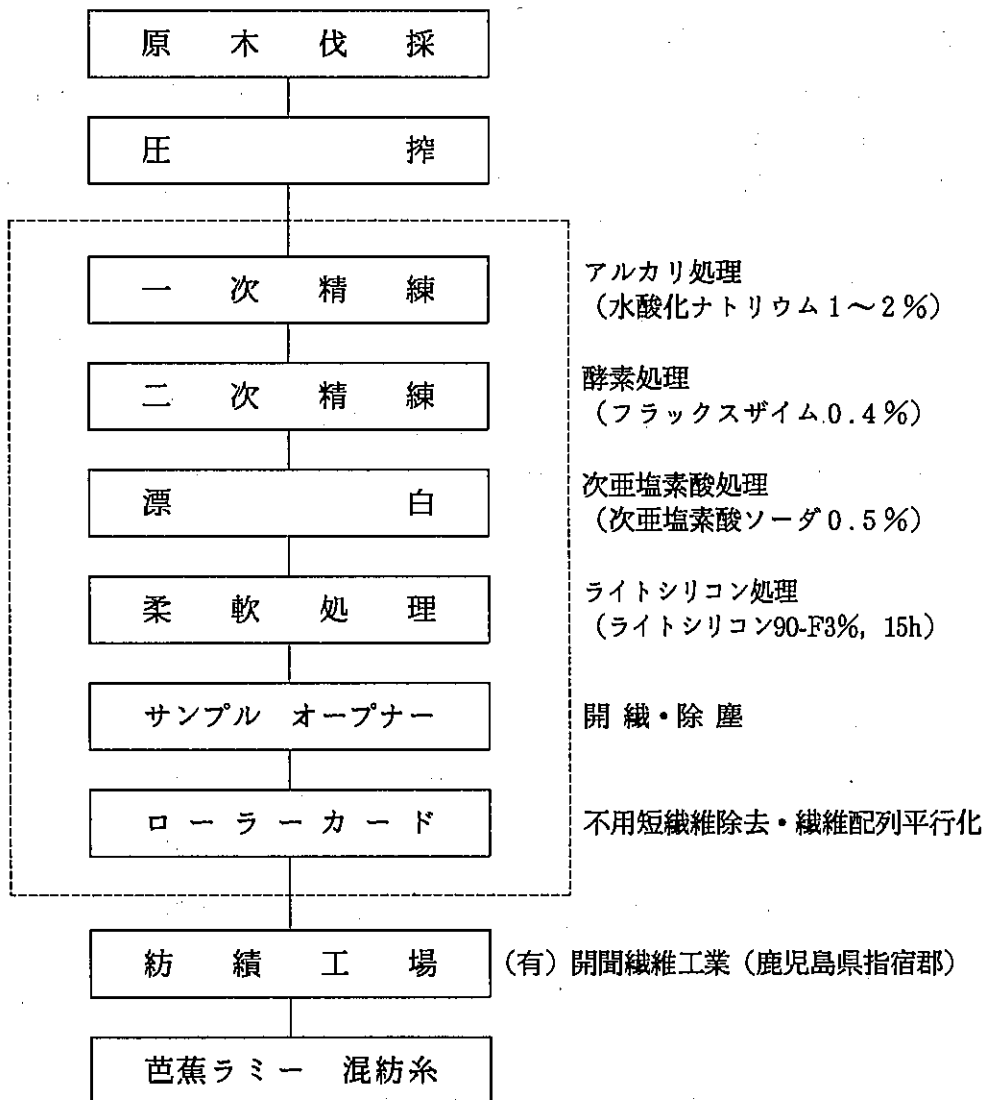 原木伐採
圧搾
一次精練
アルカリ処理
（水酸化ナトリウム１～２％）
二次精練
酵素処理
（フラックスザイム０.４％）
漂白
次亜塩素酸処理
（次亜塩素酸ソーダ０.５％）
柔軟処理
ライトシリコン処理
（ライトシリコン90-F3%, 15h）
サンプル オープナー
開繊・除塵
ローラーカード
不用短繊維除去・繊維配列平行化
紡績工場
（有）開聞繊維工業（鹿児島県指宿郡）
芭蕉ラミー 混紡糸